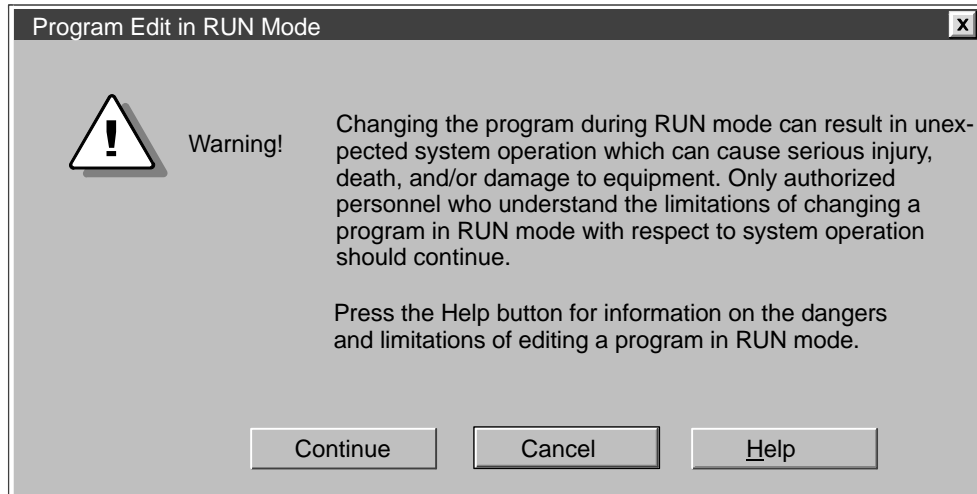 Program Edit in RUN Mode
x
!
Warning!
Changing the program during RUN mode can result in unex-
pected system operation which can cause serious injury,
death, and/or damage to equipment. Only authorized
personnel who understand the limitations of changing a
program in RUN mode with respect to system operation
should continue.
Press the Help button for information on the dangers
and limitations of editing a program in RUN mode.
Continue
Cancel
Help